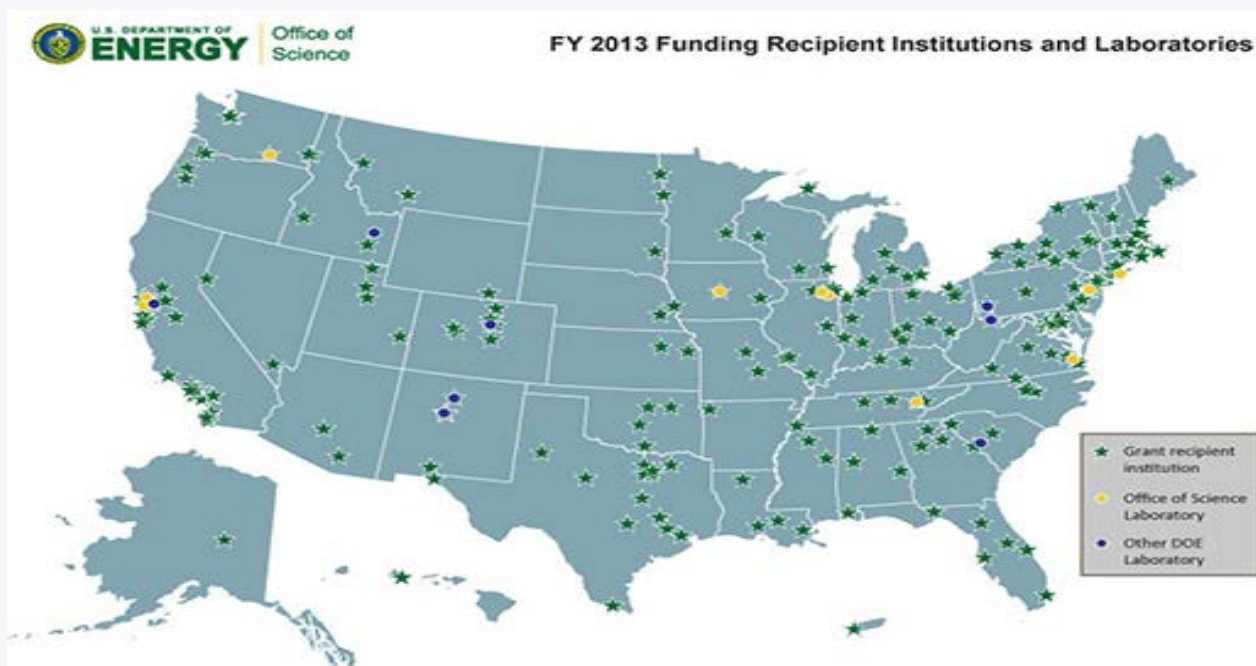 U.S. DEPARTMENT OF
ENERGY
Office of
Science
FY 2013 Funding Recipient Institutions and Laboratories
Grant recipient
institution
Office of Science
Laboratory
Other DOE
Laboratory